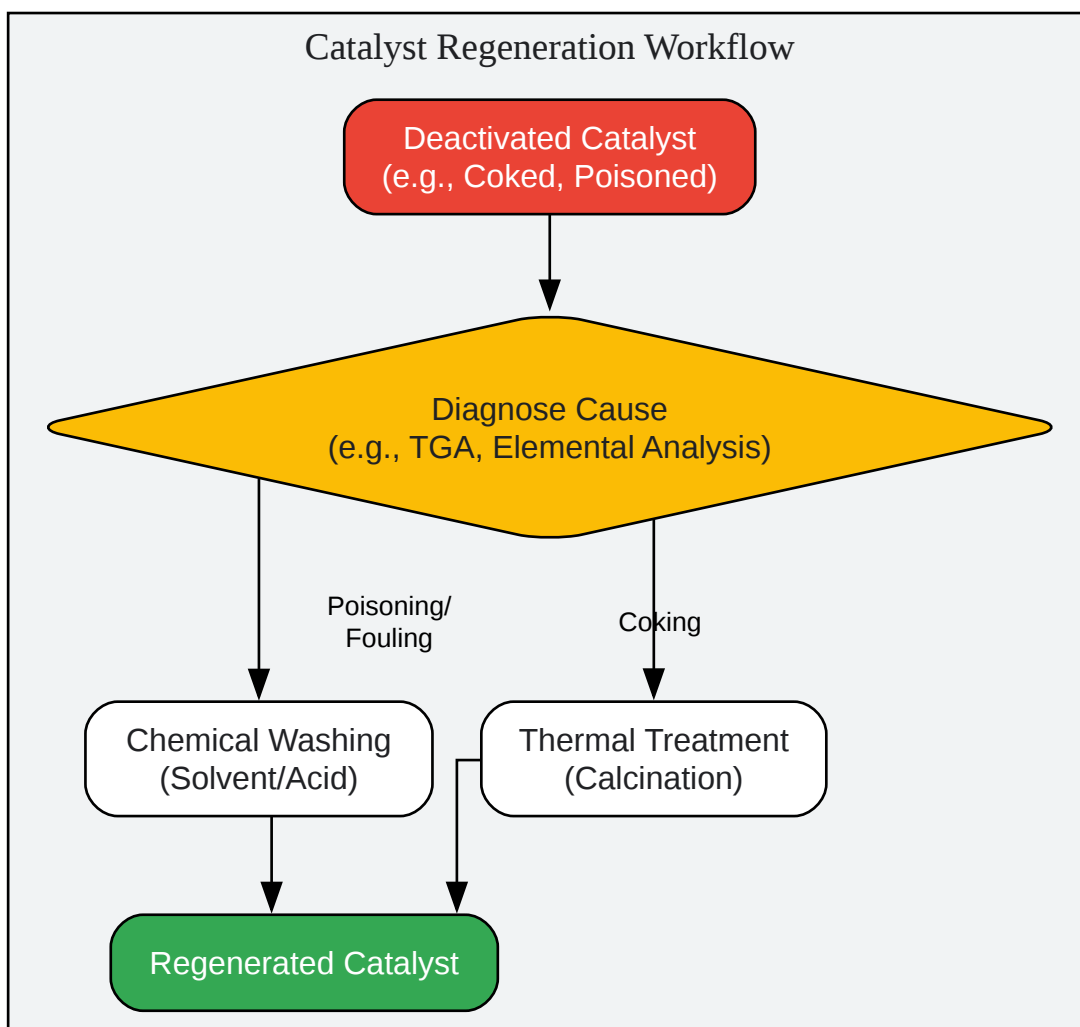 Catalyst Regeneration Workflow
Deactivated Catalyst
(e.g., Coked, Poisoned)
Diagnose Cause
(e.g., TGA, Elemental Analysis)
Poisoning/
Fouling
Coking
Chemical Washing
(Solvent/Acid)
Thermal Treatment
(Calcination)
Regenerated Catalyst